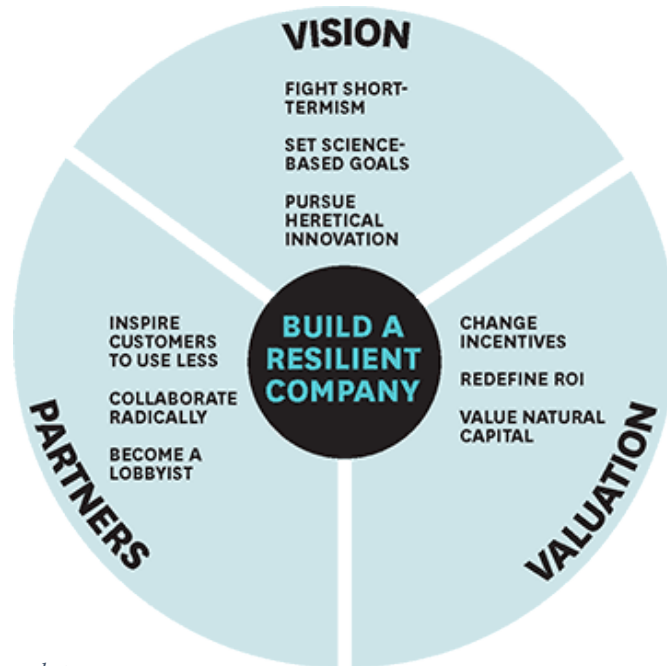 VISION
FIGHT SHORT-
TERMISM
SET SCIENCE-
BASED GOALS
PURSUE
HERETICAL
INNOVATION
BUILD A
RESILIENT
COMPANY
INSPIRE
CUSTOMERS
TO USE LESS
COLLABORATE
RADICALLY
BECOME A
LOBBYIST
PARTNERS
CHANGE
INCENTIVES
REDEFINE ROI
VALUE NATURAL
CAPITAL
VALUATION